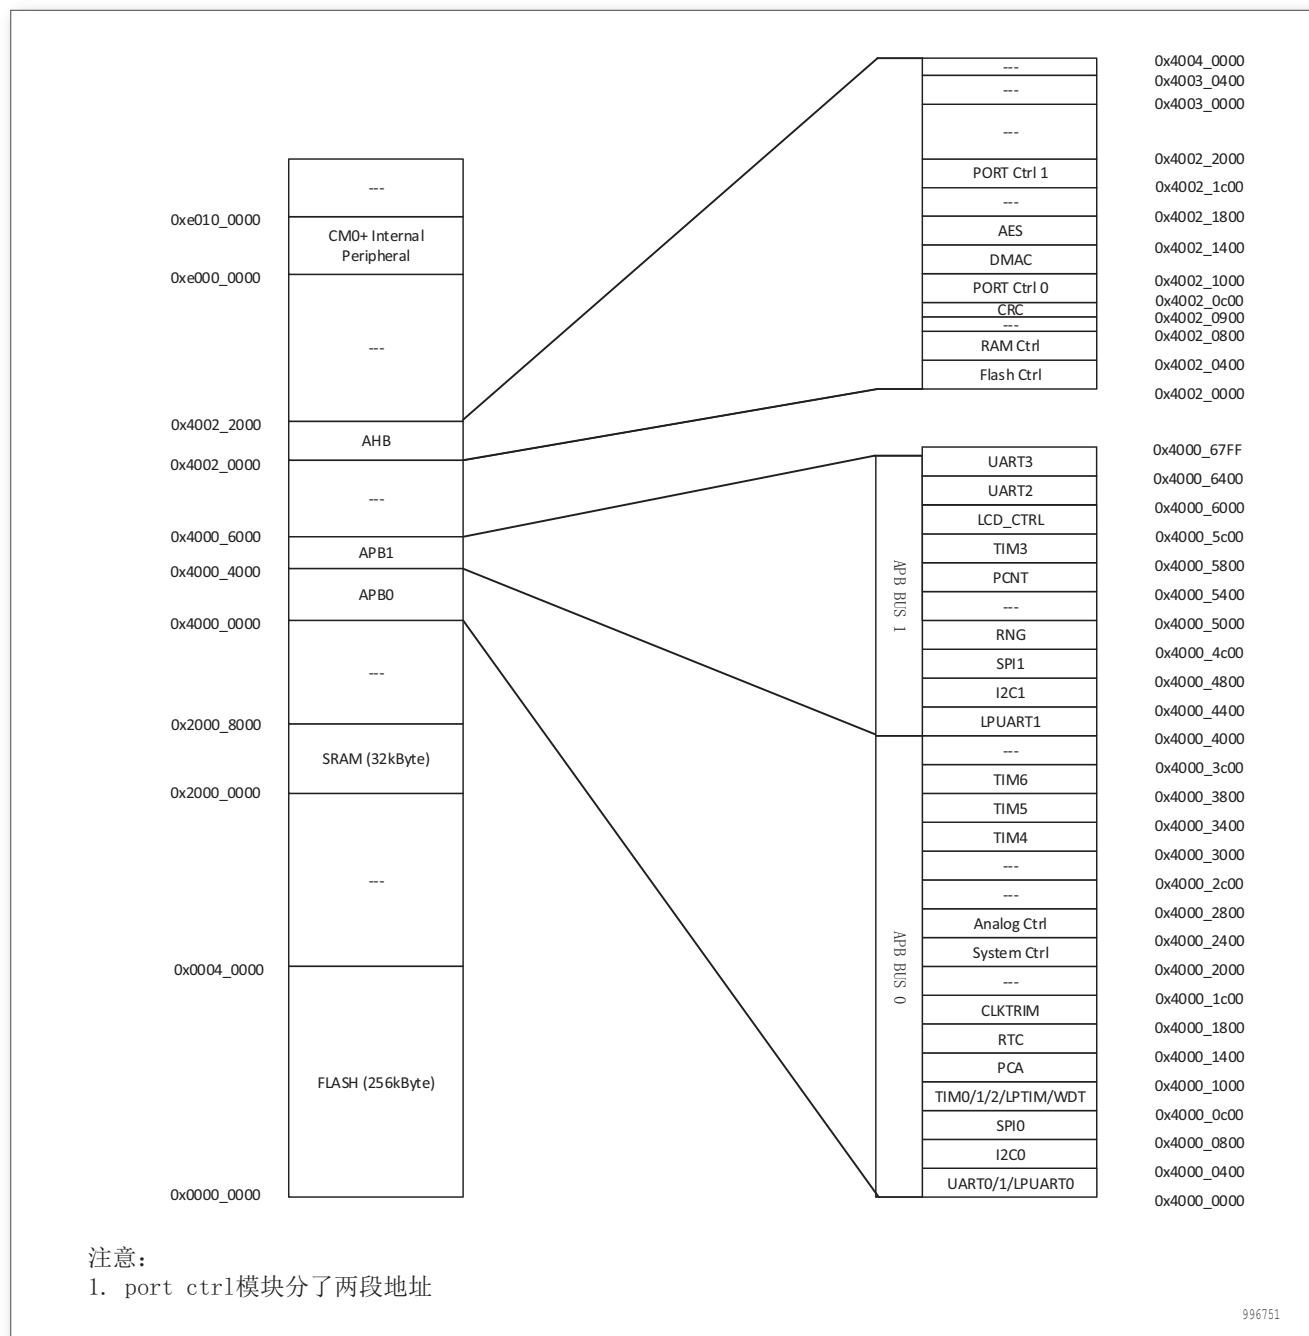 ---
0xe010_0000
CM0+ Internal
Peripheral
0xe000_0000
---
0x4002_2000
AHB
0x4002_0000
---
0x4000_6000
APB1
0x4000_4000
APB0
0x4000_0000
---
0x2000_8000
SRAM (32kByte)
0x2000_0000
---
0x0004_0000
FLASH (256kByte)
0x0000_0000
0x4004_0000
---
0x4003_0400
---
0x4003_0000
---
0x4002_2000
PORT Ctrl 1
0x4002_1c00
---
0x4002_1800
AES
0x4002_1400
DMAC
0x4002_1000
PORT Ctrl 0
0x4002_0c00
CRC
0x4002_0900
---
0x4002_0800
RAM Ctrl
0x4002_0400
Flash Ctrl
0x4002_0000
APB BUS 1
0x4000_67FF
UART3
0x4000_6400
UART2
0x4000_6000
LCD_CTRL
0x4000_5c00
TIM3
0x4000_5800
PCNT
0x4000_5400
---
0x4000_5000
RNG
0x4000_4c00
SPI1
0x4000_4800
I2C1
0x4000_4400
LPUART1
0x4000_4000
APB BUS 0
---
0x4000_3c00
TIM6
0x4000_3800
TIM5
0x4000_3400
TIM4
0x4000_3000
---
0x4000_2c00
---
0x4000_2800
Analog Ctrl
0x4000_2400
System Ctrl
0x4000_2000
---
0x4000_1c00
CLKTRIM
0x4000_1800
RTC
0x4000_1400
PCA
0x4000_1000
TIM0/1/2/LPTIM/WDT
0x4000_0c00
SPI0
0x4000_0800
I2C0
0x4000_0400
UART0/1/LPUART0
0x4000_0000
注意：
1. port ctrl模块分了两段地址
996751